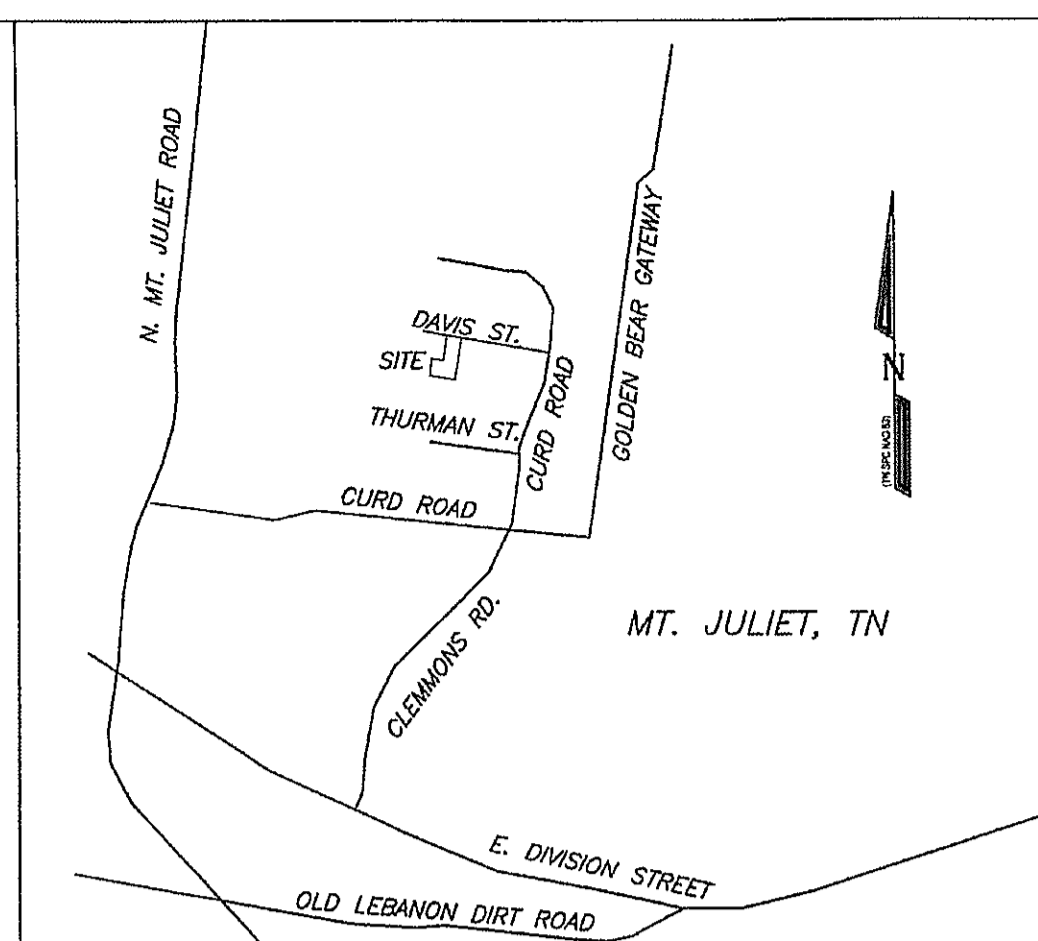 N. MT. JULIET ROAD
GOLDEN BEAR GATEWAY
DAVIS ST.
SITE
CURD ROAD
THURMAN ST.
CURD ROAD
N
CLEMMONS RD.
MT. JULIET, TN
E. DIVISION STREET
OLD LEBANON DIRT ROAD